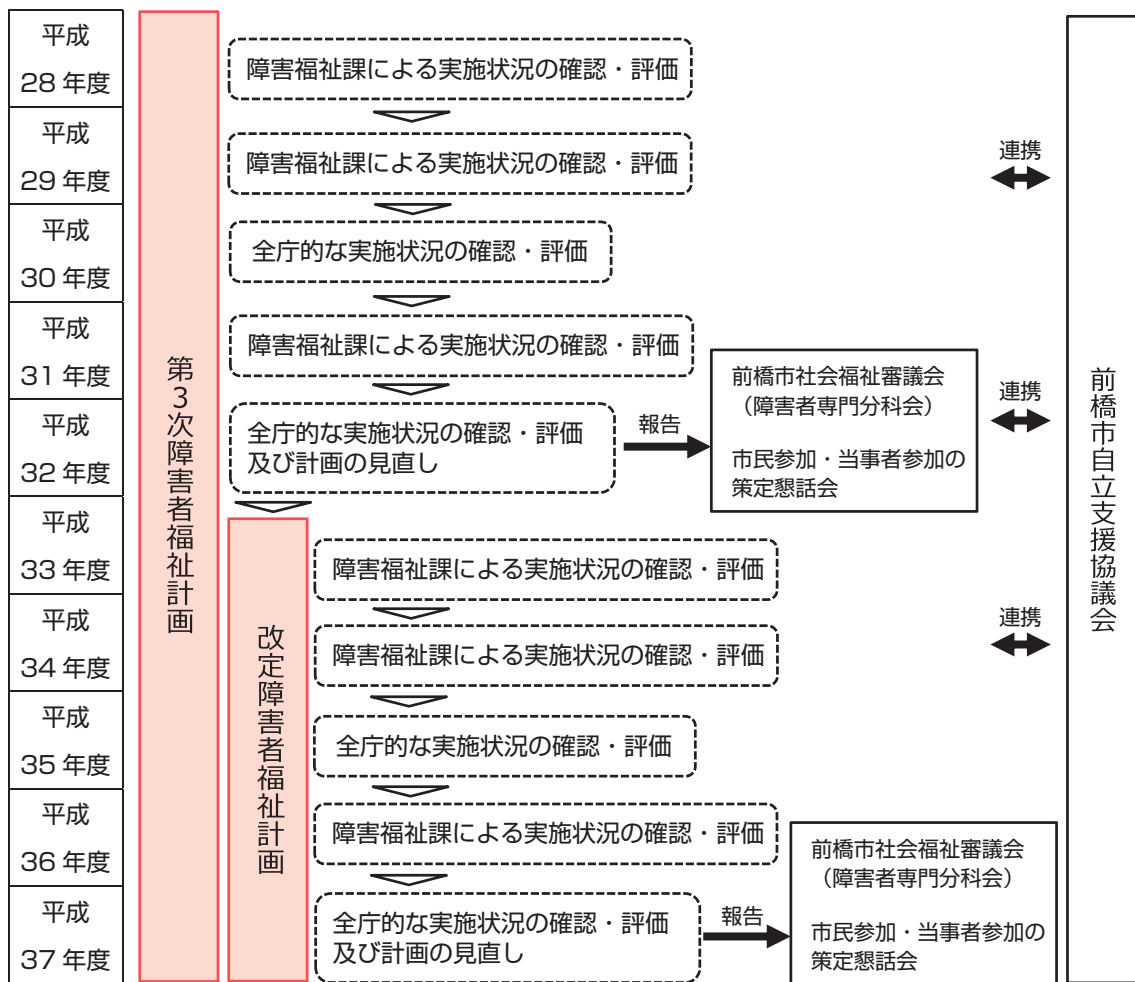 平成
28 年度
平成
29 年度
平成
30 年度
平成
31 年度
平成
32 年度
平成
33 年度
平成
34 年度
平成
35 年度
平成
36 年度
平成
37 年度
第3次障害者福祉計画
障害福祉課による実施状況の確認・評価
障害福祉課による実施状況の確認・評価
全庁的な実施状況の確認・評価
障害福祉課による実施状況の確認・評価
全庁的な実施状況の確認・評価
及び計画の見直し
報告
前橋市社会福祉審議会
（障害者専門分科会）
市民参加・当事者参加の
策定懇話会
改定障害者福祉計画
障害福祉課による実施状況の確認・評価
障害福祉課による実施状況の確認・評価
全庁的な実施状況の確認・評価
障害福祉課による実施状況の確認・評価
全庁的な実施状況の確認・評価
及び計画の見直し
報告
前橋市社会福祉審議会
（障害者専門分科会）
市民参加・当事者参加の
策定懇話会
連携
連携
連携
前橋市自立支援協議会